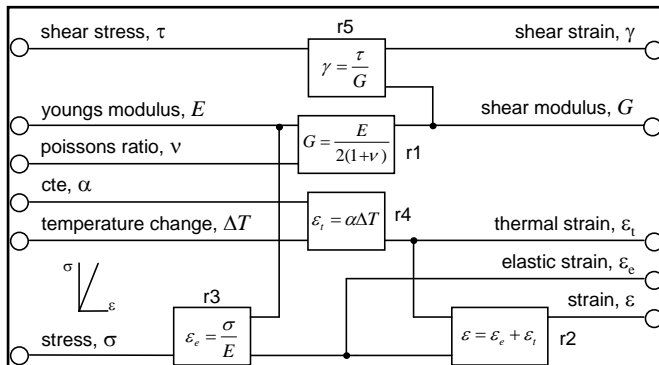 r5
shear stress, τ
γ = τ / G
shear strain, γ
youngs modulus, E
G = E / 2(1+ν)
shear modulus, G
r1
poissons ratio, ν
cte, α
ε_t = αΔT
r4
temperature change, ΔT
thermal strain, ε_t
elastic strain, ε_e
σ
ε
r3
strain, ε
ε_e = σ / E
ε = ε_e + ε_t
r2
stress, σ